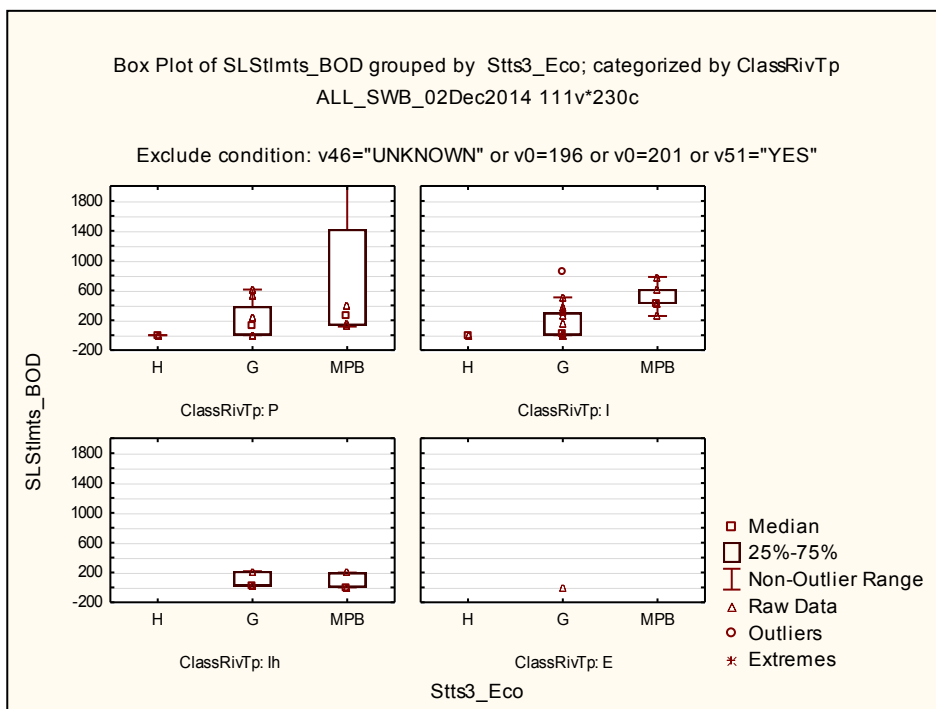 Box Plot of SLStlmts_BOD grouped by Stts3_Eco; categorized by ClassRivTp
ALL_SWB_02Dec2014 111v*230c
Exclude condition: v46="UNKNOWN" or v0=196 or v0=201 or v51="YES"
SLStlmts_BOD
1800
1400
1000
600
200
-200
H G MPB
ClassRivTp: P
H G MPB
ClassRivTp: I
1800
1400
1000
600
200
-200
H G MPB
ClassRivTp: Ih
H G MPB
ClassRivTp: E
Stts3_Eco
Median
25%-75%
Non-Outlier Range
Raw Data
Outliers
Extremes